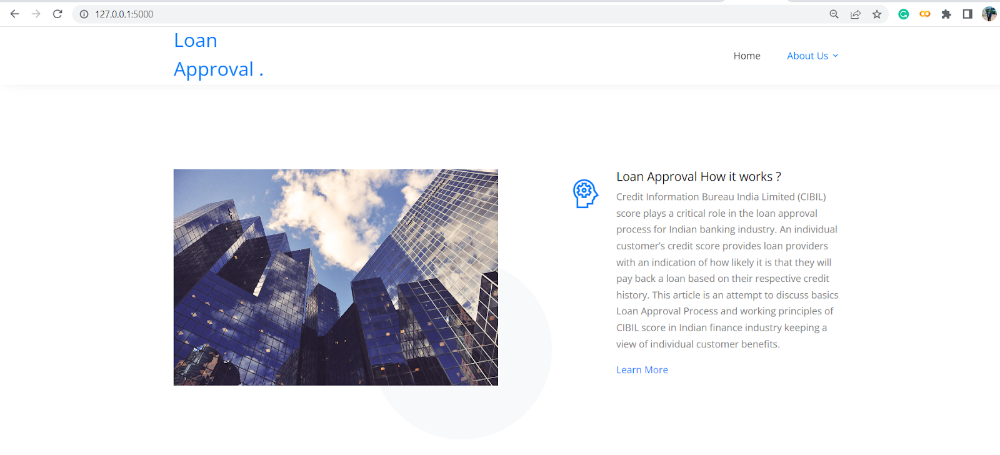 127.0.0.1:5000
Loan
Approval .
Home
About Us
Loan Approval How it works ?
Credit Information Bureau India Limited (CIBIL)
score plays a critical role in the loan approval
process for Indian banking industry. An individual
customer’s credit score provides loan providers
with an indication of how likely it is that they will
pay back a loan based on their respective credit
history. This article is an attempt to discuss basics
Loan Approval Process and working principles of
CIBIL score in Indian finance industry keeping a
view of individual customer benefits.
Learn More